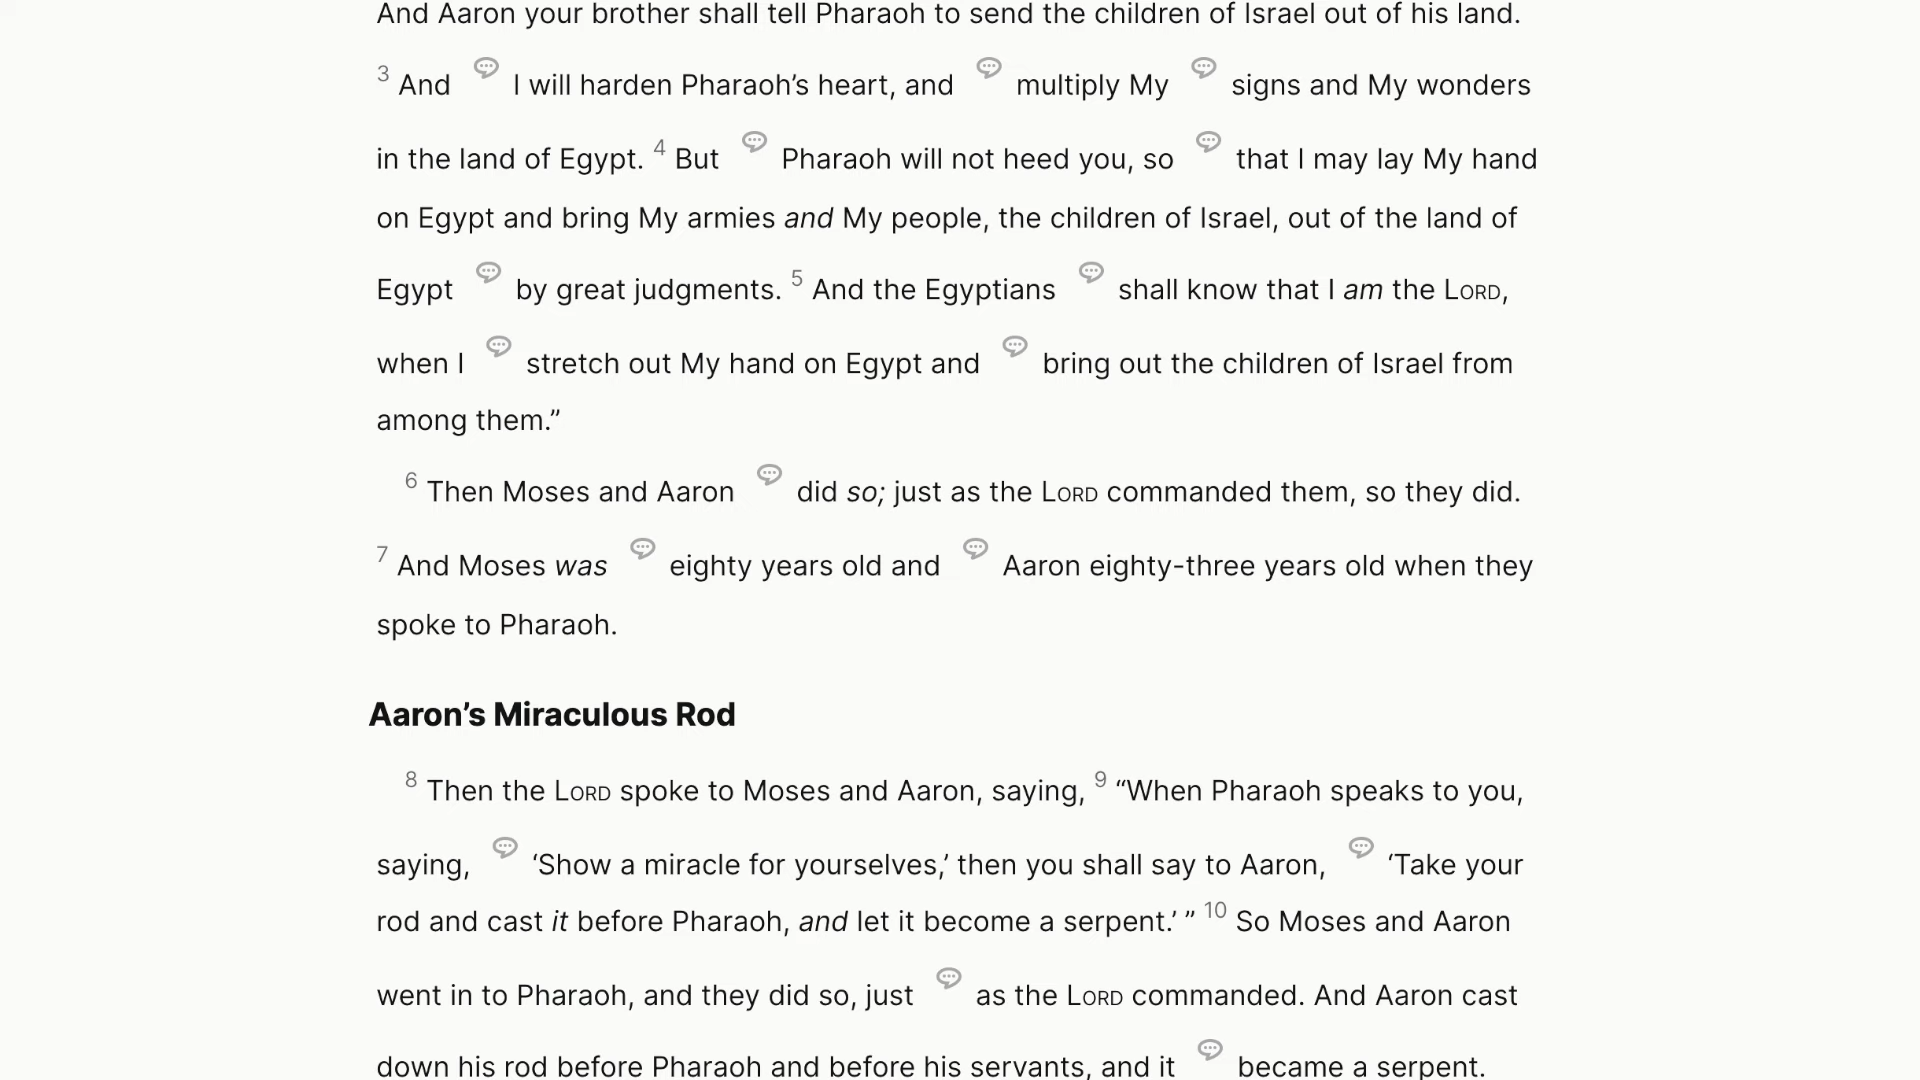 And Aaron your brother shall tell Pharaoh to send the children of Israel out of his land.
3 And I will harden Pharaoh’s heart, and multiply My signs and My wonders
in the land of Egypt. 4 But Pharaoh will not heed you, so that I may lay My hand
on Egypt and bring My armies and My people, the children of Israel, out of the land of
Egypt by great judgments. 5 And the Egyptians shall know that I am the LORD,
when I stretch out My hand on Egypt and bring out the children of Israel from
among them.”
6 Then Moses and Aaron did so; just as the LORD commanded them, so they did.
7 And Moses was eighty years old and Aaron eighty-three years old when they
spoke to Pharaoh.
Aaron’s Miraculous Rod
8 Then the LORD spoke to Moses and Aaron, saying, 9 “When Pharaoh speaks to you,
saying, ‘Show a miracle for yourselves,’ then you shall say to Aaron, ‘Take your
rod and cast it before Pharaoh, and let it become a serpent.’ ” 10 So Moses and Aaron
went in to Pharaoh, and they did so, just as the LORD commanded. And Aaron cast
down his rod before Pharaoh and before his servants, and it became a serpent.